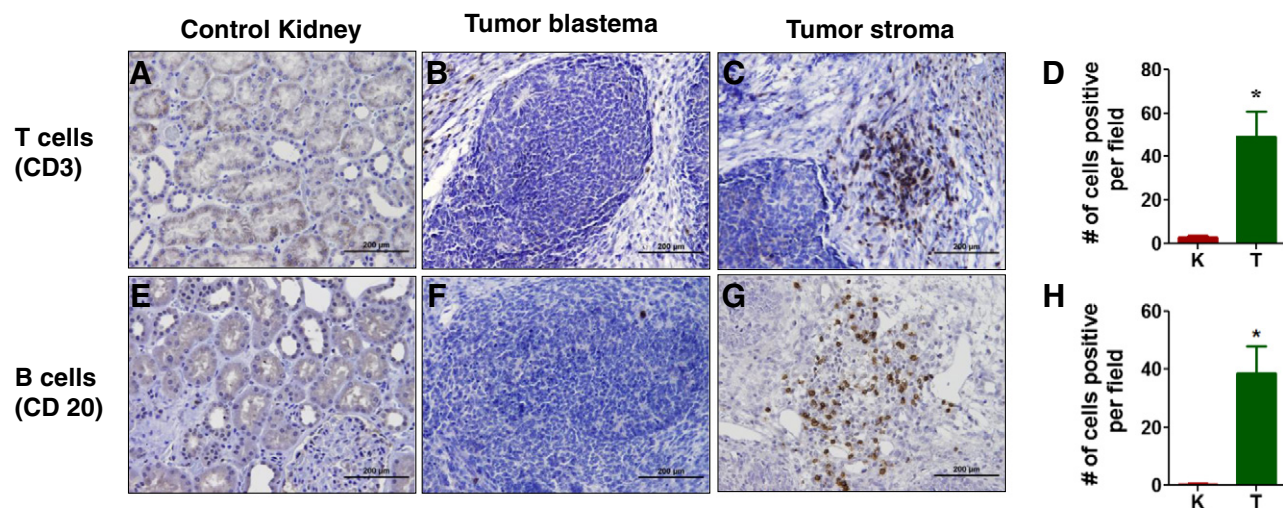 Control Kidney
Tumor blastema
Tumor stroma
T cells
(CD3)
A
200 µm
B
200 µm
C
200 µm
D
# of cells positive
per field
80
60
40
20
0
*
K
T
B cells
(CD 20)
E
200 µm
F
200 µm
G
200 µm
H
# of cells positive
per field
60
40
20
0
*
K
T